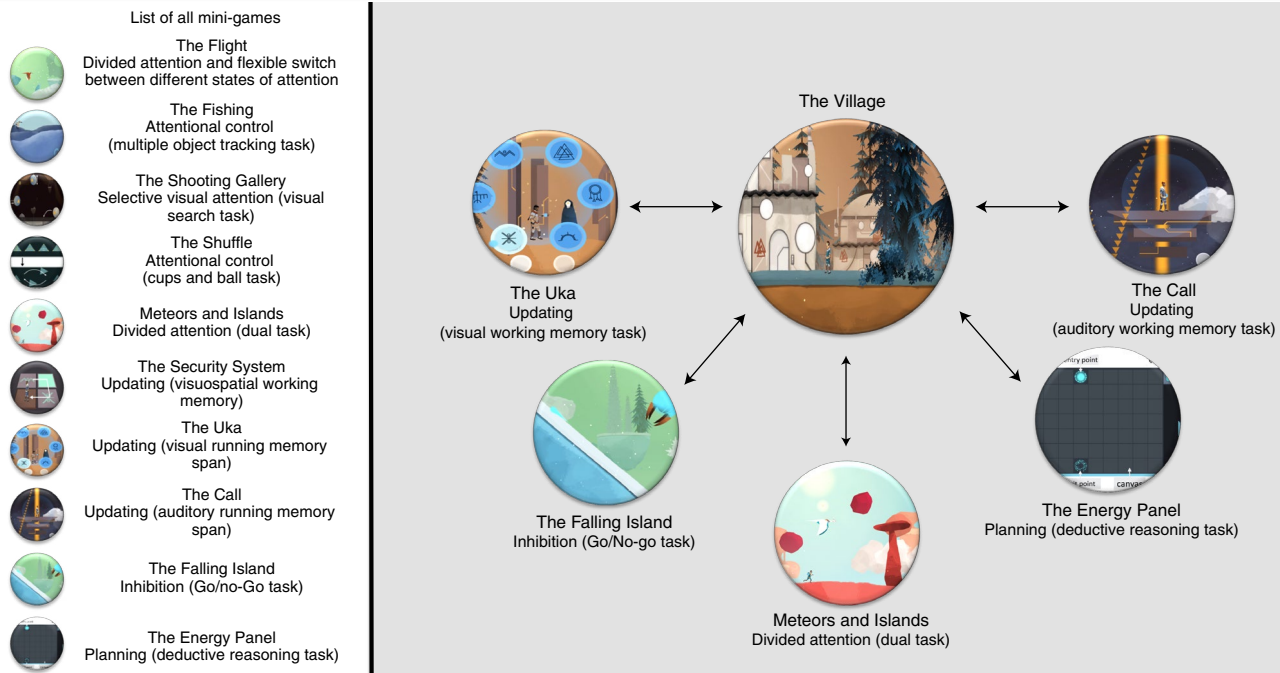 List of all mini-games
The Flight
Divided attention and flexible switch
between different states of attention
The Fishing
Attentional control
(multiple object tracking task)
The Shooting Gallery
Selective visual attention (visual
search task)
The Shuffle
Attentional control
(cups and ball task)
Meteors and Islands
Divided attention (dual task)
The Security System
Updating (visuospatial working
memory)
The Uka
Updating (visual running memory
span)
The Call
Updating (auditory running memory
span)
The Falling Island
Inhibition (Go/no-Go task)
The Energy Panel
Planning (deductive reasoning task)
The Village
The Uka
Updating
(visual working memory task)
The Call
Updating
(auditory working memory task)
The Falling Island
Inhibition (Go/No-go task)
Meteors and Islands
Divided attention (dual task)
ntry point
point
canvas
The Energy Panel
Planning (deductive reasoning task)